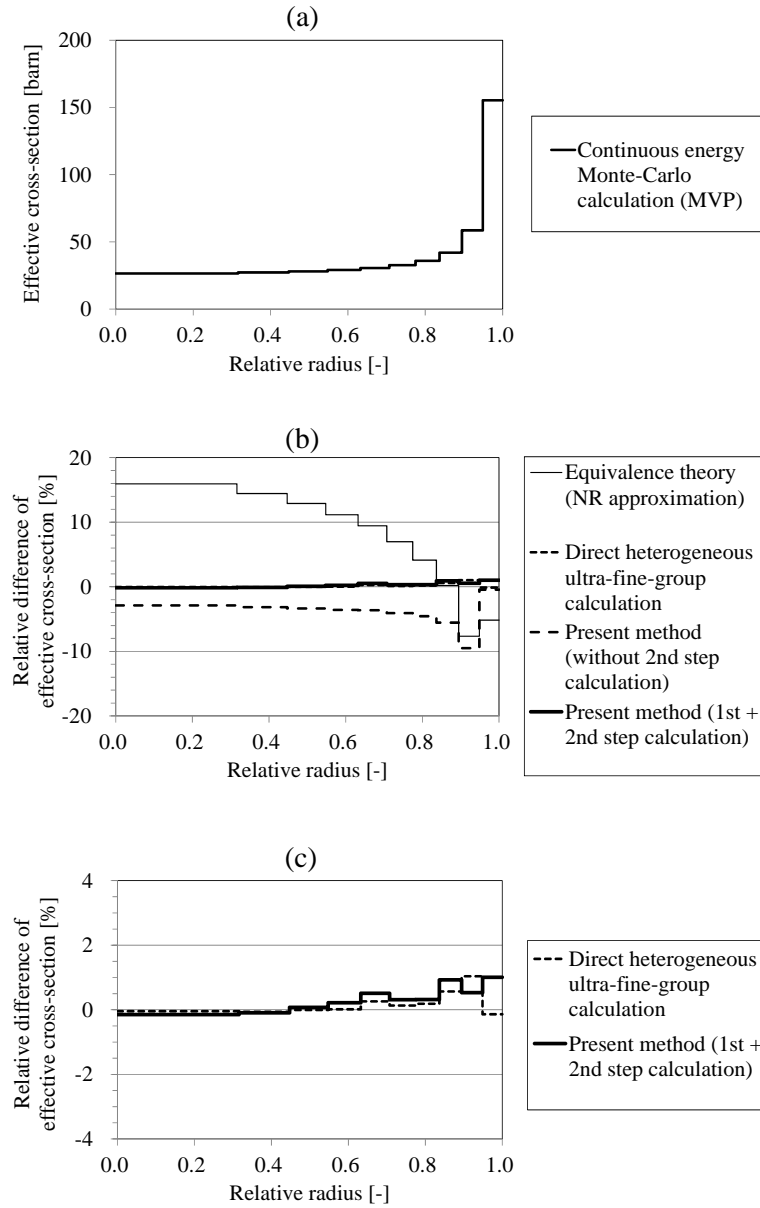 (a)
200
150
100
50
0
Effective cross-section [barn]
0.0 0.2 0.4 0.6 0.8 1.0
Relative radius [-]
Continuous energy
Monte-Carlo
calculation (MVP)
(b)
20
10
0
-10
-20
Relative difference of
effective cross-section [%]
0.0 0.2 0.4 0.6 0.8 1.0
Relative radius [-]
Equivalence theory
(NR approximation)
Direct heterogeneous
ultra-fine-group
calculation
Present method
(without 2nd step
calculation)
Present method (1st +
2nd step calculation)
(c)
4
2
0
-2
-4
Relative difference of
effective cross-section [%]
0.0 0.2 0.4 0.6 0.8 1.0
Relative radius [-]
Direct heterogeneous
ultra-fine-group
calculation
Present method (1st +
2nd step calculation)